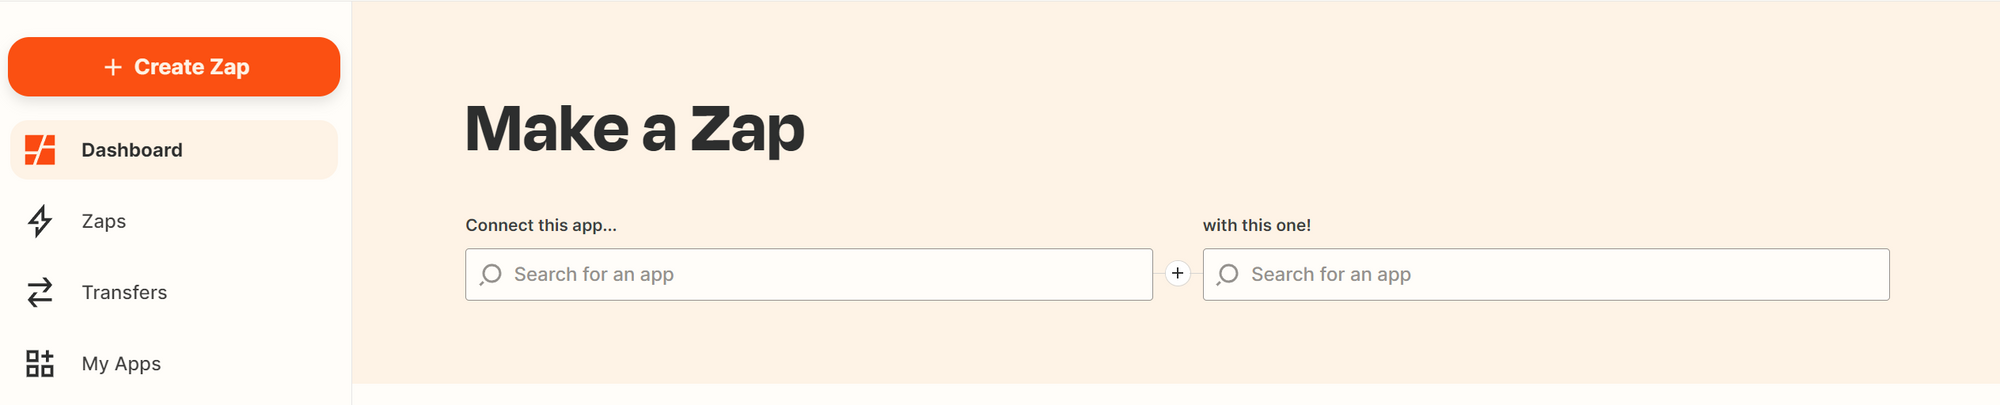 Create Zap
Dashboard
Zaps
Transfers
My Apps
Make a Zap
Connect this app...
Search for an app
with this one!
Search for an app